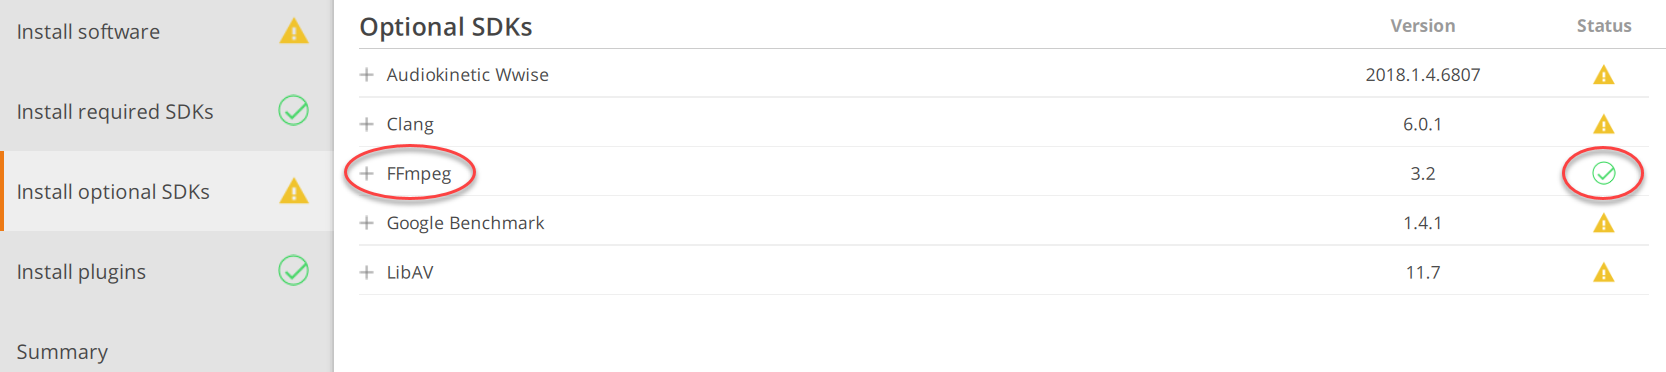 Install software
Install required SDKs
Install optional SDKs
Install plugins
Summary
Optional SDKs Version Status
Audiokinetic Wwise 2018.1.4.6807
Clang 6.0.1
FFmpeg 3.2
Google Benchmark 1.4.1
LibAV 11.7